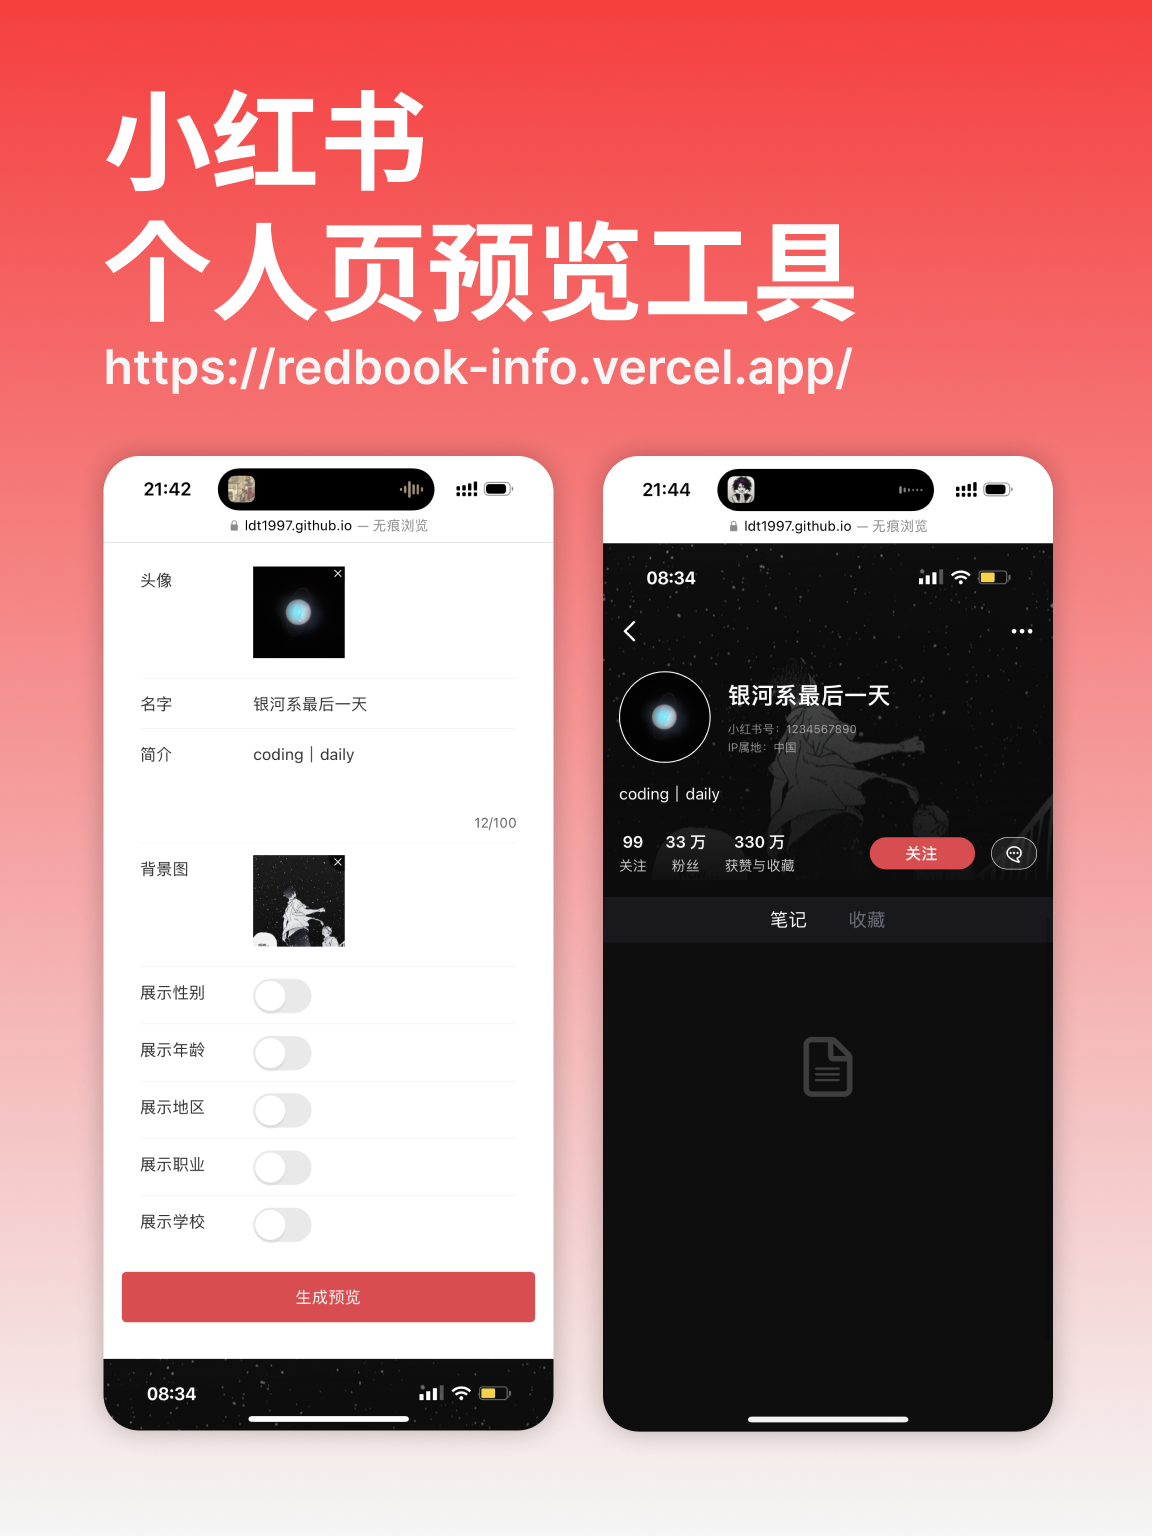 小红书
个人页预览工具
https://redbook-info.vercel.app/
21:42
ldt1997.github.io — 无痕浏览
头像
名字 银河系最后一天
简介 coding｜daily
12/100
背景图
展示性别
展示年龄
展示地区
展示职业
展示学校
生成预览
08:34
21:44
ldt1997.github.io — 无痕浏览
08:34
银河系最后一天
小红书号：1234567890
IP属地：中国
coding｜daily
99 33 万 330 万
关注 粉丝 获赞与收藏
关注
笔记 收藏